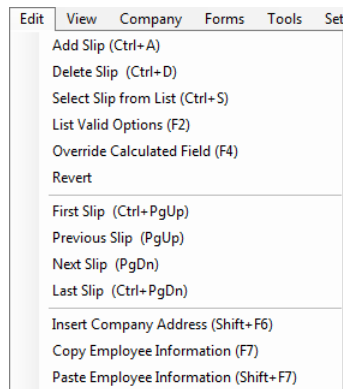 Edit View Company Forms Tools
Add Slip (Ctrl+A)
Delete Slip (Ctrl+D)
Select Slip from List (Ctrl+S)
List Valid Options (F2)
Override Calculated Field (F4)
Revert
First Slip (Ctrl+PgUp)
Previous Slip (PgUp)
Next Slip (PgDn)
Last Slip (Ctrl+PgDn)
Insert Company Address (Shift+F6)
Copy Employee Information (F7)
Paste Employee Information (Shift+F7)